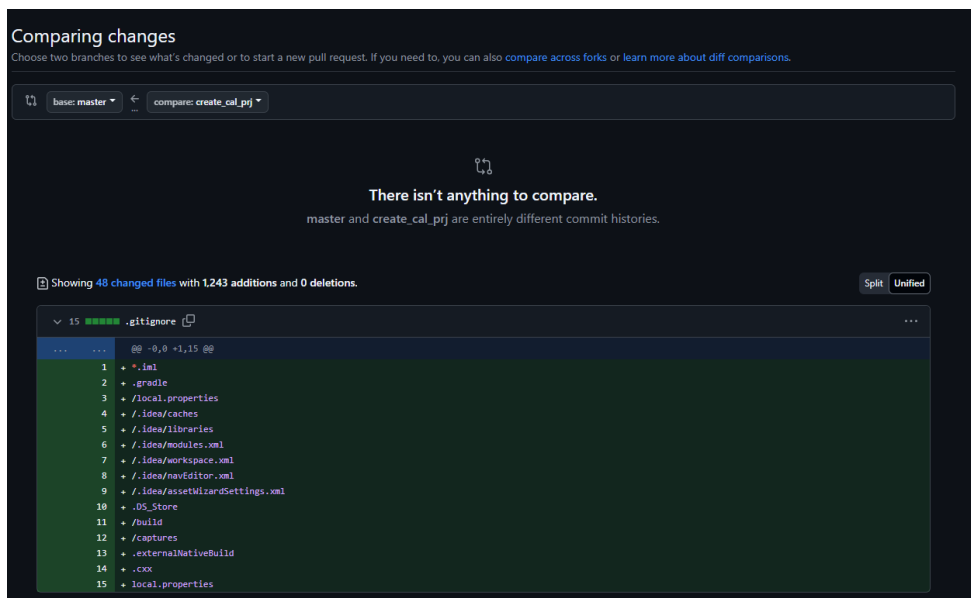 Comparing changes
Choose two branches to see what's changed or to start a new pull request. If you need to, you can also compare across forks or learn more about diff comparisons.
base: master compare: create_cal_prj
There isn't anything to compare.
master and create_cal_prj are entirely different commit histories.
Showing 48 changed files with 1,243 additions and 0 deletions.
Split Unified
15 .gitignore
... ... @@ -0,0 +1,15 @@
1 + *.iml
2 + .gradle
3 + /local.properties
4 + /.idea/caches
5 + /.idea/libraries
6 + /.idea/modules.xml
7 + /.idea/workspace.xml
8 + /.idea/navEditor.xml
9 + /.idea/assetWizardSettings.xml
10 + .DS_Store
11 + /build
12 + /captures
13 + .externalNativeBuild
14 + .cxx
15 + local.properties